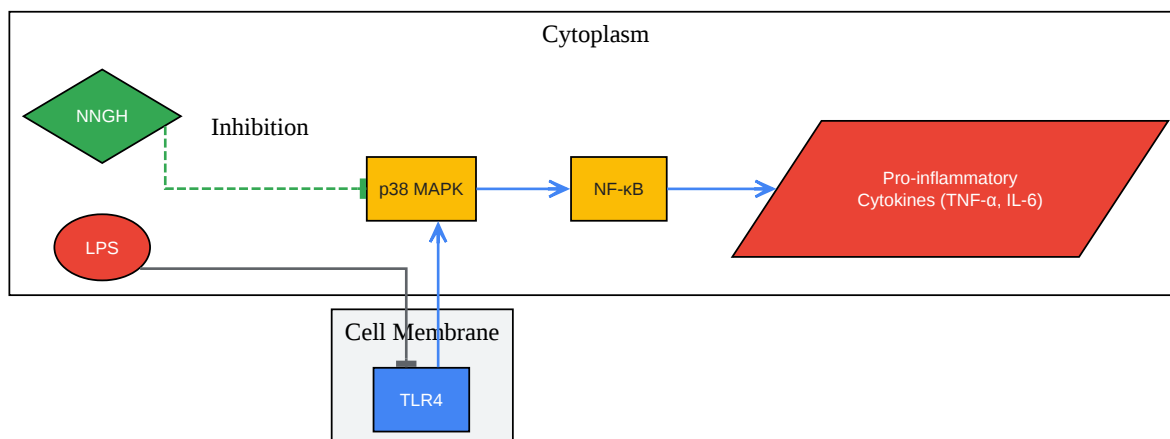 Cytoplasm
NNGH
Inhibition
p38 MAPK
NF-κB
Pro-inflammatory
Cytokines (TNF-α, IL-6)
LPS
Cell Membrane
TLR4